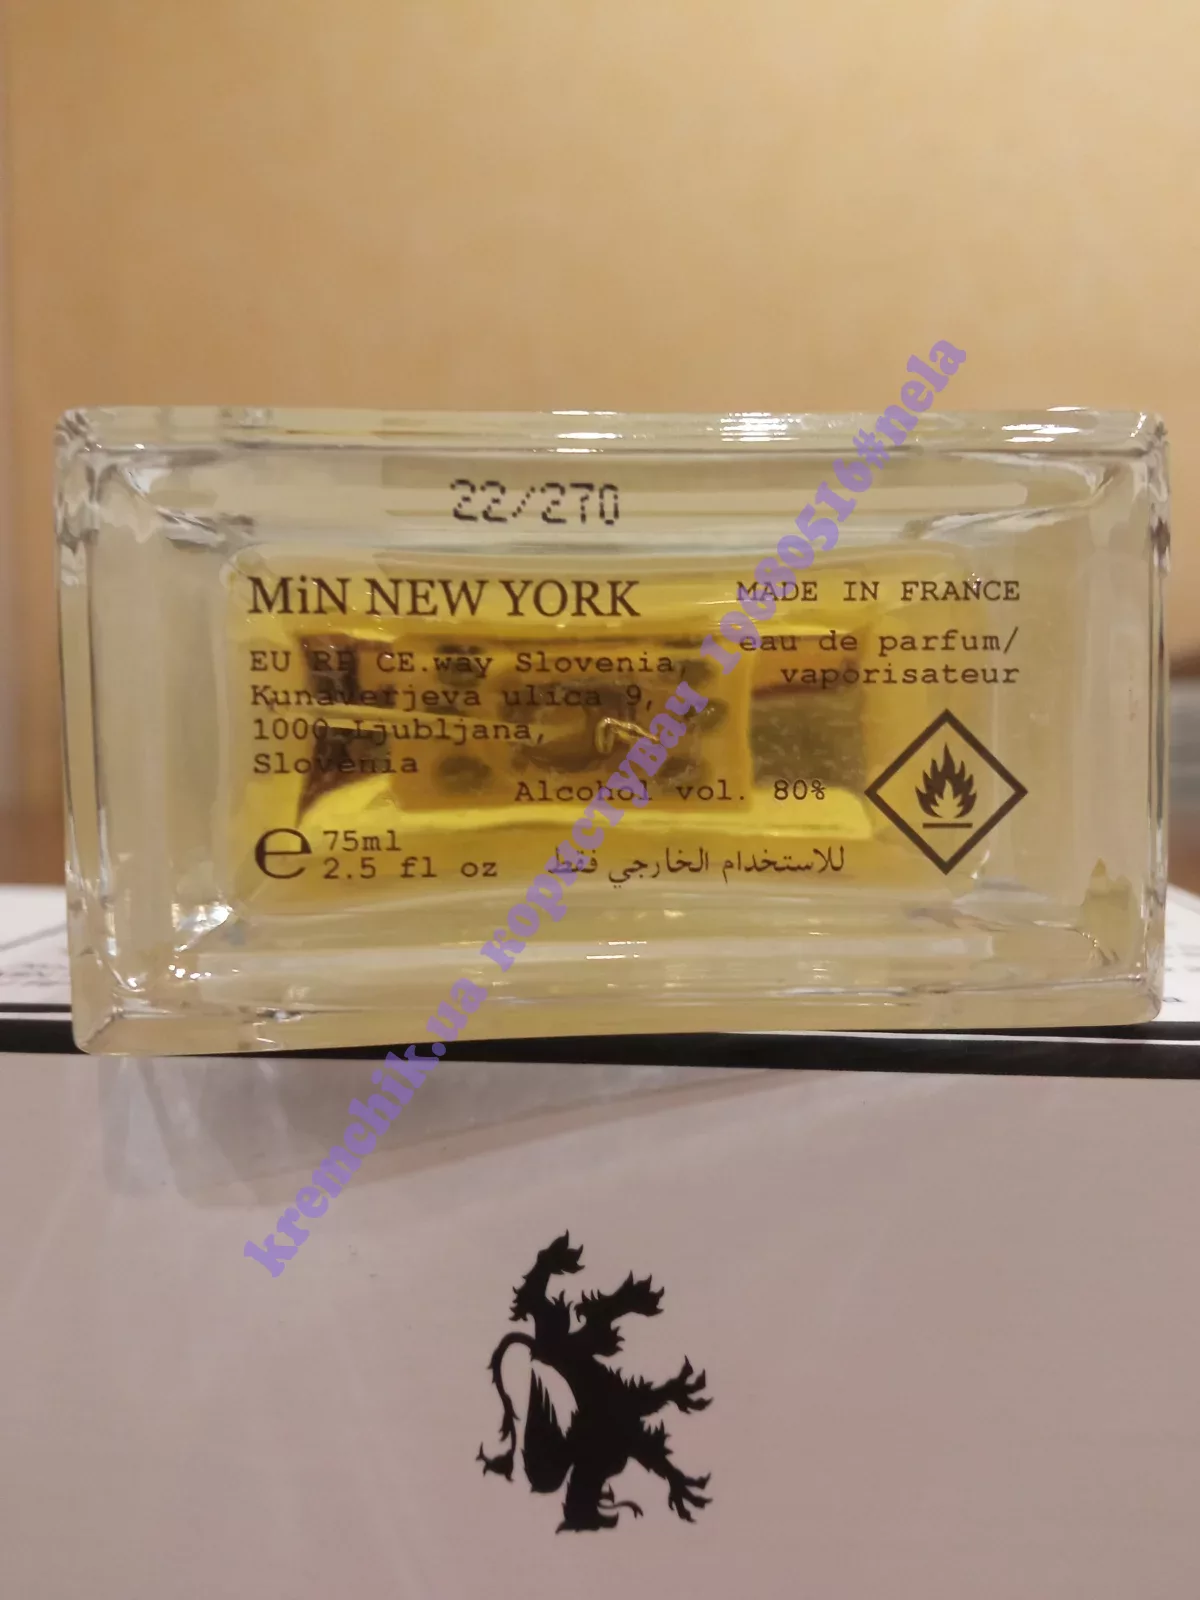 22/270
MiN NEW YORK
EU RP CE.way Slovenia,
Kunaverjeva ulica 9,
1000 Ljubljana,
Slovenia
MADE IN FRANCE
eau de parfum/
vaporisateur
Alcohol vol. 80%
e 75ml
2.5 fl oz
للاستخدام الخارجي فقط
kremchik.ua користувач 19680516#nela